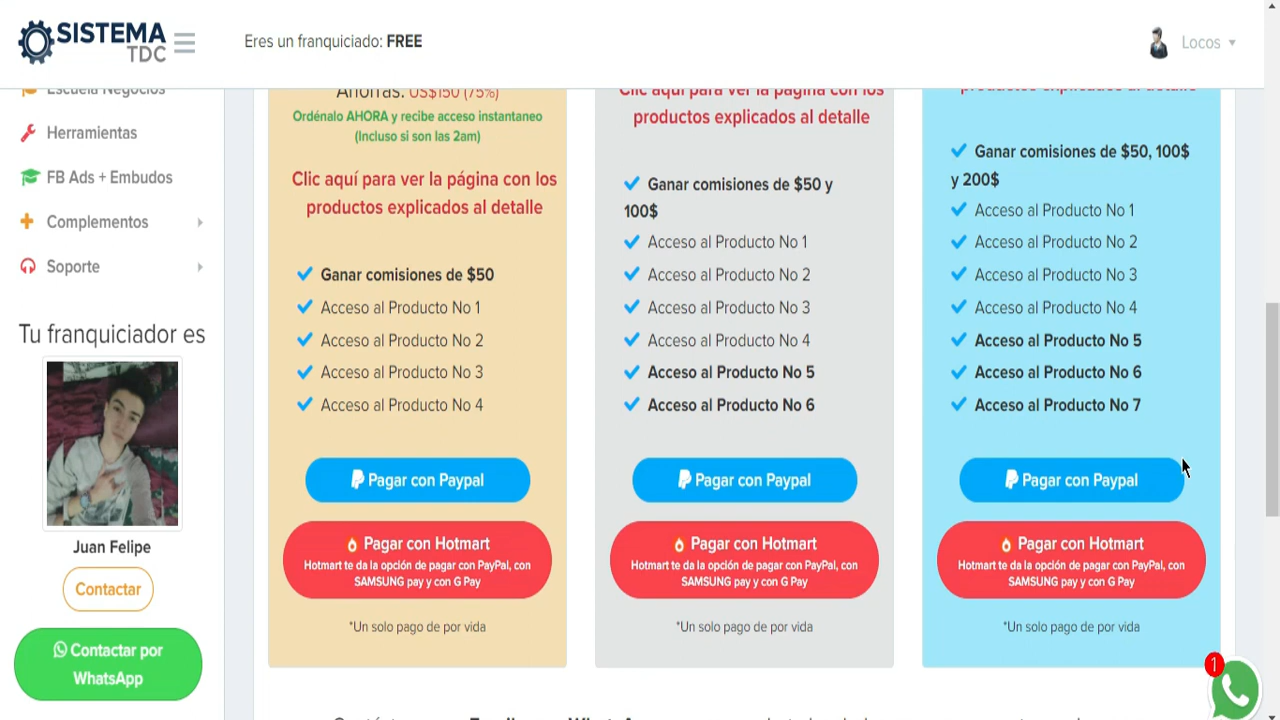 SISTEMA
TDC
Eres un franquiciado: FREE
Locos
Escuela Negocios
Herramientas
FB Ads + Embudos
Complementos
Soporte
Tu franquiciador es
Juan Felipe
Contactar
Contactar por
WhatsApp
Ahorras: US$150 (75%)
Ordénalo AHORA y recibe acceso instantaneo
(Incluso si son las 2am)
Clic aquí para ver la página con los
productos explicados al detalle
Ganar comisiones de $50
Acceso al Producto No 1
Acceso al Producto No 2
Acceso al Producto No 3
Acceso al Producto No 4
Pagar con Paypal
Pagar con Hotmart
Hotmart te da la opción de pagar con PayPal, con
SAMSUNG pay y con G Pay
*Un solo pago de por vida
Clic aquí para ver la página con los
productos explicados al detalle
Ganar comisiones de $50 y
100$
Acceso al Producto No 1
Acceso al Producto No 2
Acceso al Producto No 3
Acceso al Producto No 4
Acceso al Producto No 5
Acceso al Producto No 6
Pagar con Paypal
Pagar con Hotmart
Hotmart te da la opción de pagar con PayPal, con
SAMSUNG pay y con G Pay
*Un solo pago de por vida
productos explicados al detalle
Ganar comisiones de $50, 100$
y 200$
Acceso al Producto No 1
Acceso al Producto No 2
Acceso al Producto No 3
Acceso al Producto No 4
Acceso al Producto No 5
Acceso al Producto No 6
Acceso al Producto No 7
Pagar con Paypal
Pagar con Hotmart
Hotmart te da la opción de pagar con PayPal, con
SAMSUNG pay y con G Pay
*Un solo pago de por vida
1